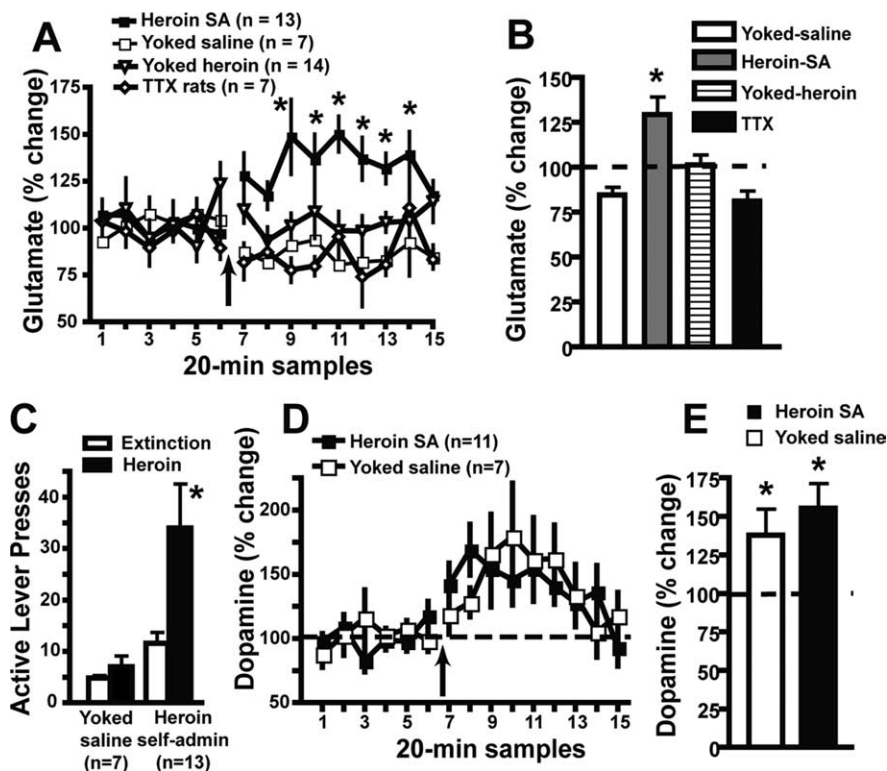 A
Heroin SA (n = 13)
Yoked saline (n = 7)
Yoked heroin (n = 14)
TTX rats (n = 7)
Glutamate (% change)
175
150
125
100
75
50
* * * * * *
1 3 5 7 9 11 13 15
20-min samples
B
Yoked-saline
Heroin-SA
Yoked-heroin
TTX
Glutamate (% change)
150
125
100
75
50
25
0
*
C
Extinction
Heroin
Active Lever Presses
40
30
20
10
0
*
Yoked saline (n=7)
Heroin self-admin (n=13)
D
Heroin SA (n=11)
Yoked saline (n=7)
Dopamine (% change)
200
150
100
50
1 3 5 7 9 11 13 15
20-min samples
E
Heroin SA
Yoked saline
Dopamine (% change)
175
150
125
100
75
50
25
0
* *